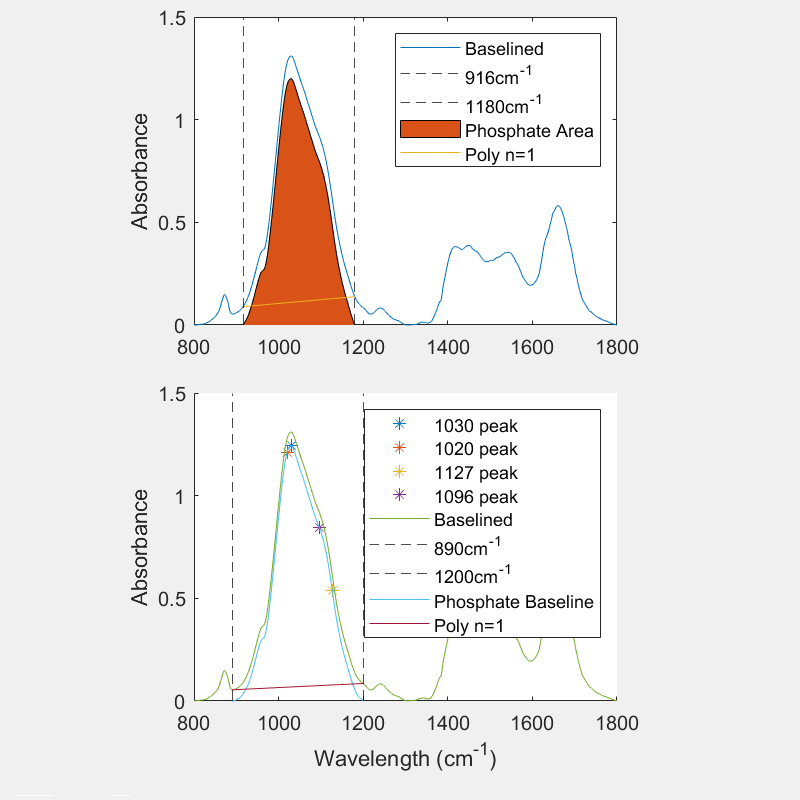 1.5
1
0.5
0
Absorbance
Baselined
916cm-1
1180cm-1
Phosphate Area
Poly n=1
800 1000 1200 1400 1600 1800
1.5
1
0.5
0
Absorbance
1030 peak
1020 peak
1127 peak
1096 peak
Baselined
890cm-1
1200cm-1
Phosphate Baseline
Poly n=1
800 1000 1200 1400 1600 1800
Wavelength (cm-1)